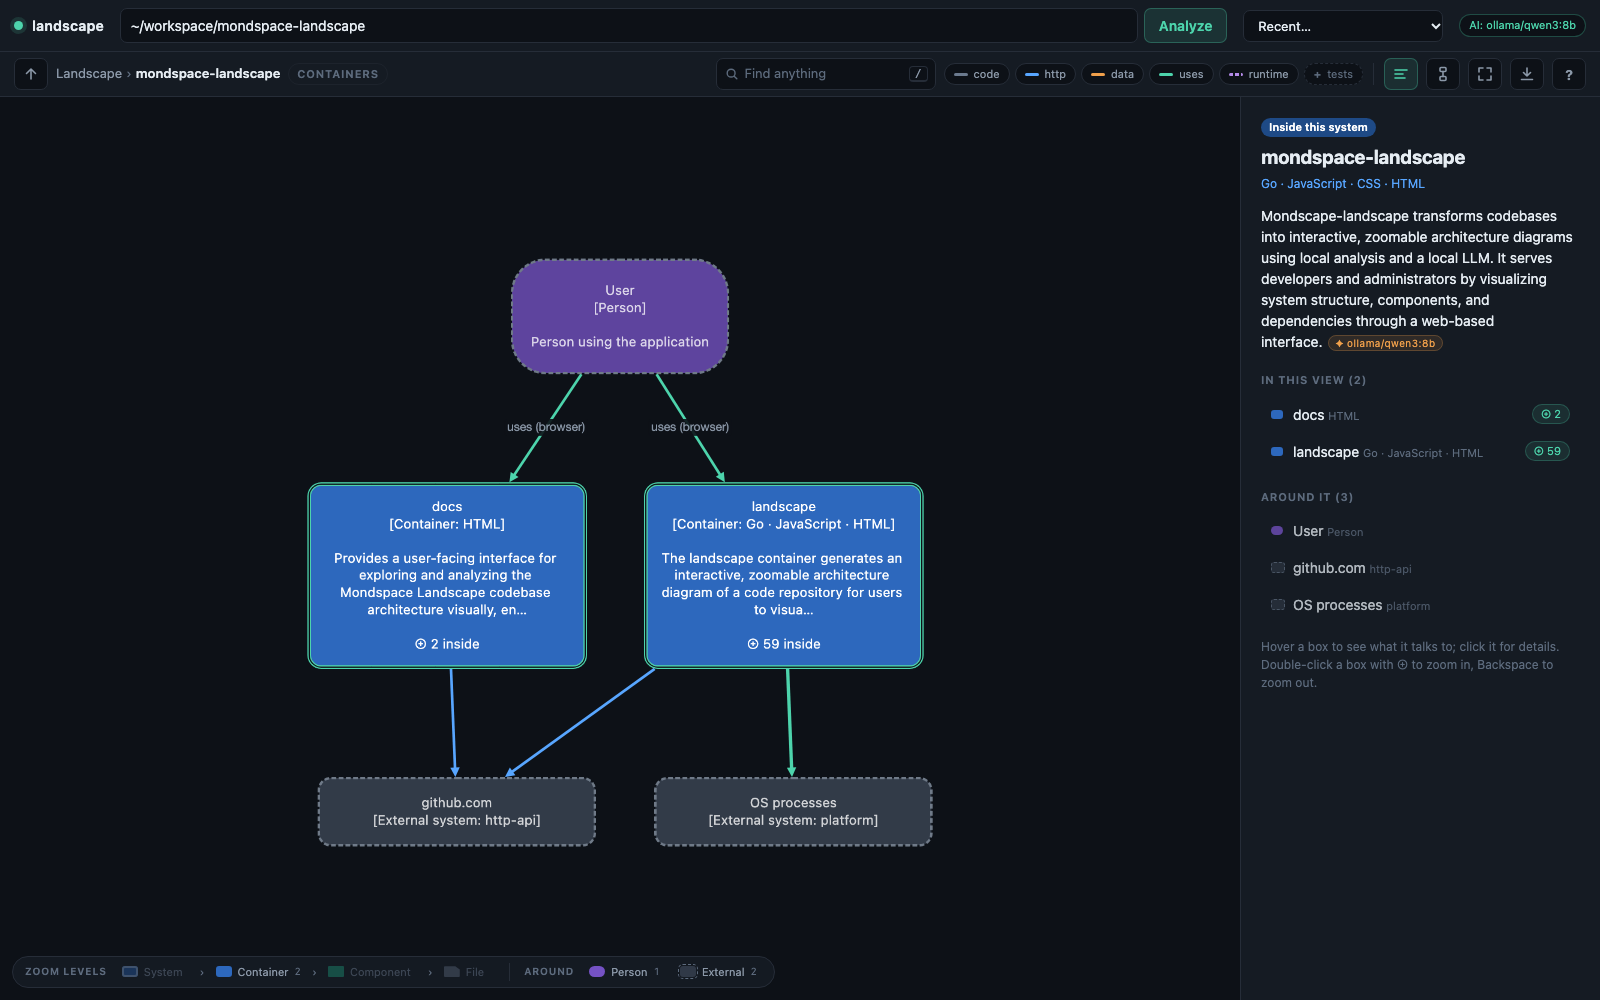 landscape
~/workspace/mondspace-landscape
Analyze
Recent...
AI: ollama/qwen3:8b
Landscape › mondspace-landscape
CONTAINERS
Find anything
/
code
http
data
uses
runtime
+ tests
?
User
[Person]
Person using the application
uses (browser)
uses (browser)
docs
[Container: HTML]
Provides a user-facing interface for
exploring and analyzing the
Mondspace Landscape codebase
architecture visually, en...
⊕ 2 inside
landscape
[Container: Go · JavaScript · HTML]
The landscape container generates an
interactive, zoomable architecture
diagram of a code repository for users
to visua...
⊕ 59 inside
github.com
[External system: http-api]
OS processes
[External system: platform]
ZOOM LEVELS
System
›
Container 2
›
Component
›
File
AROUND
Person 1
External 2
Inside this system
mondspace-landscape
Go · JavaScript · CSS · HTML
Mondscape-landscape transforms codebases
into interactive, zoomable architecture diagrams
using local analysis and a local LLM. It serves
developers and administrators by visualizing
system structure, components, and
dependencies through a web-based
interface. ✦ ollama/qwen3:8b
IN THIS VIEW (2)
docs HTML ⊕ 2
landscape Go · JavaScript · HTML ⊕ 59
AROUND IT (3)
User Person
github.com http-api
OS processes platform
Hover a box to see what it talks to; click it for details.
Double-click a box with ⊕ to zoom in, Backspace to
zoom out.